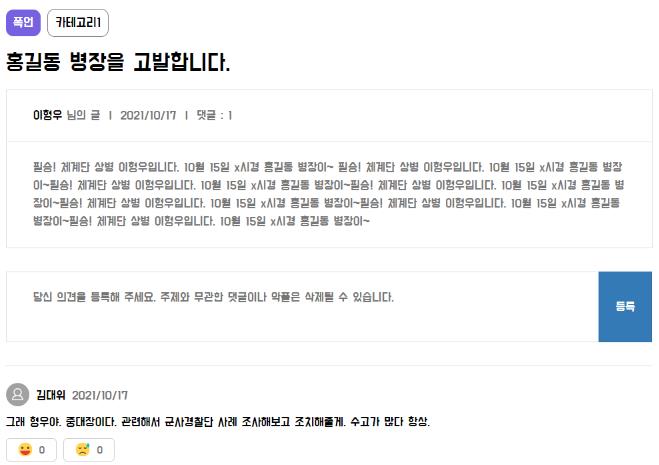 폭언 카테고리1
홍길동 병장을 고발합니다.
이형우 님의 글 | 2021/10/17 | 댓글 : 1
필승! 체계단 상병 이형우입니다. 10월 15일 x시경 홍길동 병장이~ 필승! 체계단 상병 이형우입니다. 10월 15일 x시경 홍길동 병장
이~필승! 체계단 상병 이형우입니다. 10월 15일 x시경 홍길동 병장이~필승! 체계단 상병 이형우입니다. 10월 15일 x시경 홍길동 병
장이~필승! 체계단 상병 이형우입니다. 10월 15일 x시경 홍길동 병장이~필승! 체계단 상병 이형우입니다. 10월 15일 x시경 홍길동
병장이~필승! 체계단 상병 이형우입니다. 10월 15일 x시경 홍길동 병장이~
당신 의견을 등록해 주세요. 주제와 무관한 댓글이나 악플은 삭제될 수 있습니다.
등록
김대위 2021/10/17
그래 형우야. 중대장이다. 관련해서 군사경찰단 사례 조사해보고 조치해줄게. 수고가 많다 항상.
0 0